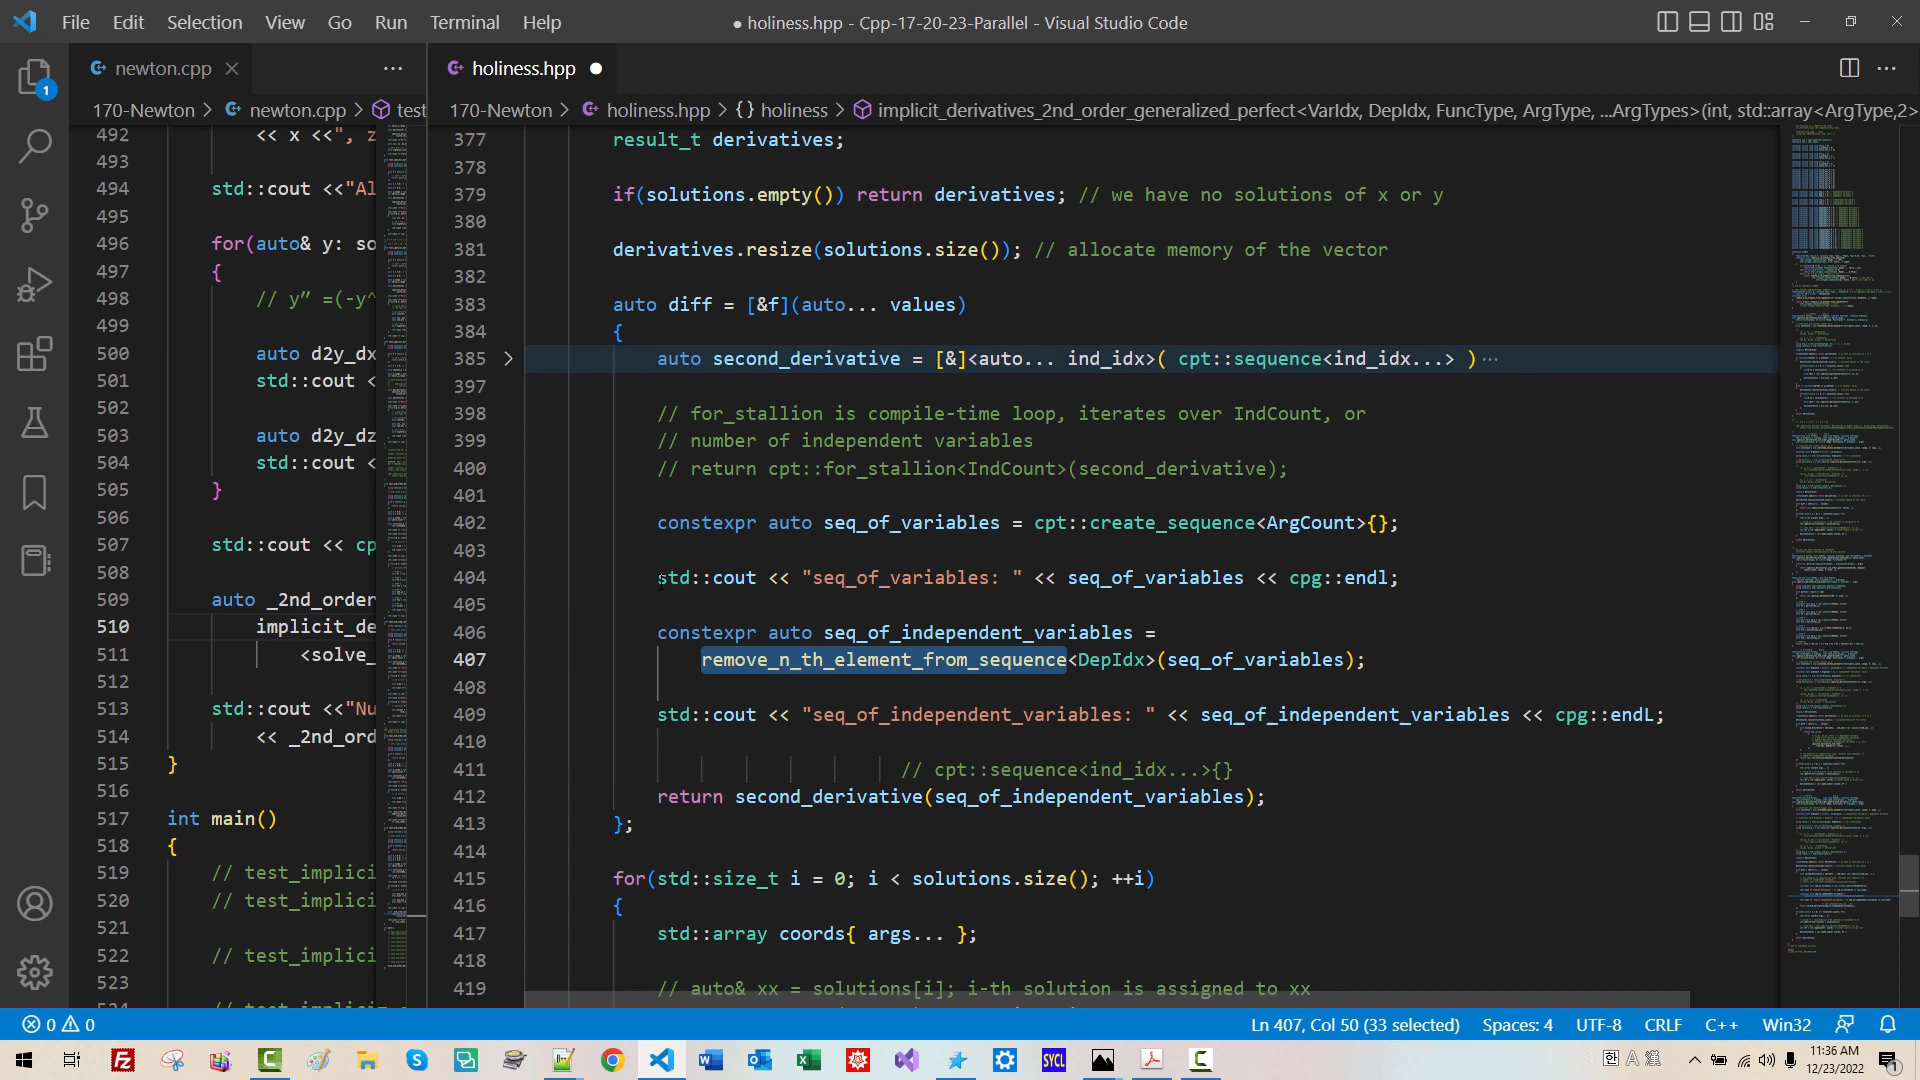 File Edit Selection View Go Run Terminal Help
● holiness.hpp - Cpp-17-20-23-Parallel - Visual Studio Code
newton.cpp
holiness.hpp
170-Newton > newton.cpp > test
170-Newton > holiness.hpp > {} holiness > implicit_derivatives_2nd_order_generalized_perfect<VarIdx, DepIdx, FuncType, ArgType, ...ArgTypes>(int, std::array<ArgType,2>
1
492 << x <<", z
493
494 std::cout <<"Al
495
496 for(auto& y: so
497 {
498 // y” =(-y^
499
500 auto d2y_dx
501 std::cout <
502
503 auto d2y_dz
504 std::cout <
505 }
506
507 std::cout << cp
508
509 auto _2nd_order
510 implicit_de
511 <solve_
512
513 std::cout <<"Nu
514 << _2nd_ord
515 }
516
517 int main()
518 {
519 // test_implici
520 // test_implici
521
522 // test_implici
523
377 result_t derivatives;
378
379 if(solutions.empty()) return derivatives; // we have no solutions of x or y
380
381 derivatives.resize(solutions.size()); // allocate memory of the vector
382
383 auto diff = [&f](auto... values)
384 {
385 auto second_derivative = [&]<auto... ind_idx>( cpt::sequence<ind_idx...> )···
397
398 // for_stallion is compile-time loop, iterates over IndCount, or
399 // number of independent variables
400 // return cpt::for_stallion<IndCount>(second_derivative);
401
402 constexpr auto seq_of_variables = cpt::create_sequence<ArgCount>{};
403
404 std::cout << "seq_of_variables: " << seq_of_variables << cpg::endl;
405
406 constexpr auto seq_of_independent_variables =
407 remove_n_th_element_from_sequence<DepIdx>(seq_of_variables);
408
409 std::cout << "seq_of_independent_variables: " << seq_of_independent_variables << cpg::endL;
410
411 // cpt::sequence<ind_idx...>{}
412 return second_derivative(seq_of_independent_variables);
413 };
414
415 for(std::size_t i = 0; i < solutions.size(); ++i)
416 {
417 std::array coords{ args... };
418
419 // auto& xx = solutions[i]; i-th solution is assigned to xx
0 0
Ln 407, Col 50 (33 selected) Spaces: 4 UTF-8 CRLF C++ Win32
SYCL
한 A 漢
11:36 AM
12/23/2022
1